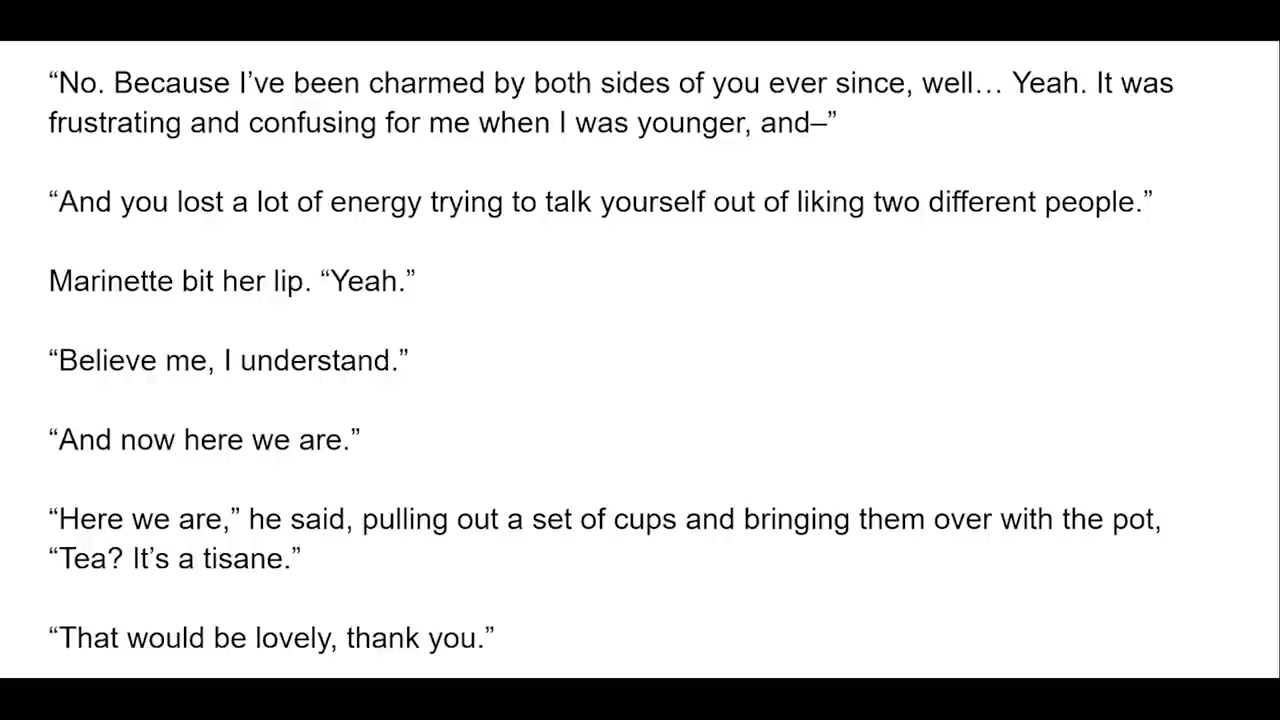 “No. Because I’ve been charmed by both sides of you ever since, well… Yeah. It was
frustrating and confusing for me when I was younger, and–”
“And you lost a lot of energy trying to talk yourself out of liking two different people.”
Marinette bit her lip. “Yeah.”
“Believe me, I understand.”
“And now here we are.”
“Here we are,” he said, pulling out a set of cups and bringing them over with the pot,
“Tea? It’s a tisane.”
“That would be lovely, thank you.”